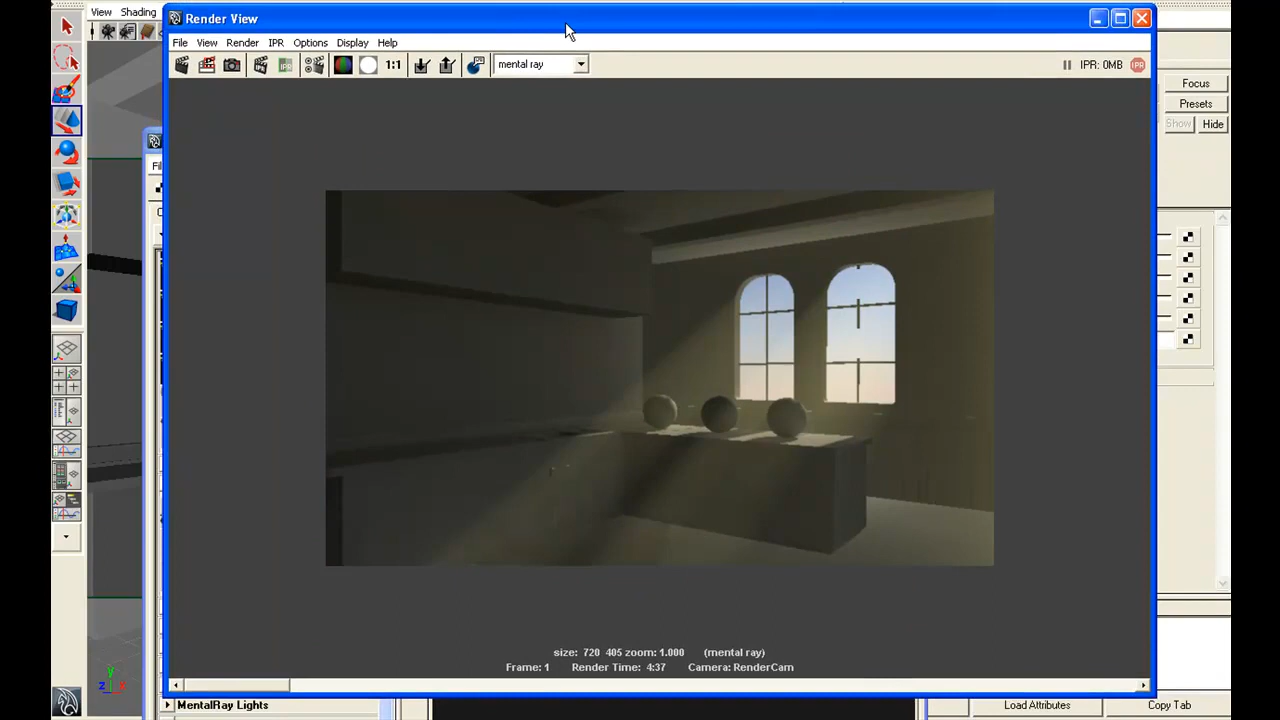 View Shading
Render View
File View Render IPR Options Display Help
IPR 1:1 mental ray IPR: 0MB IPR
Focus
Presets
Show Hide
size: 720 405 zoom: 1.000 (mental ray)
Frame: 1 Render Time: 4:37 Camera: RenderCam
MentalRay Lights
Load Attributes Copy Tab